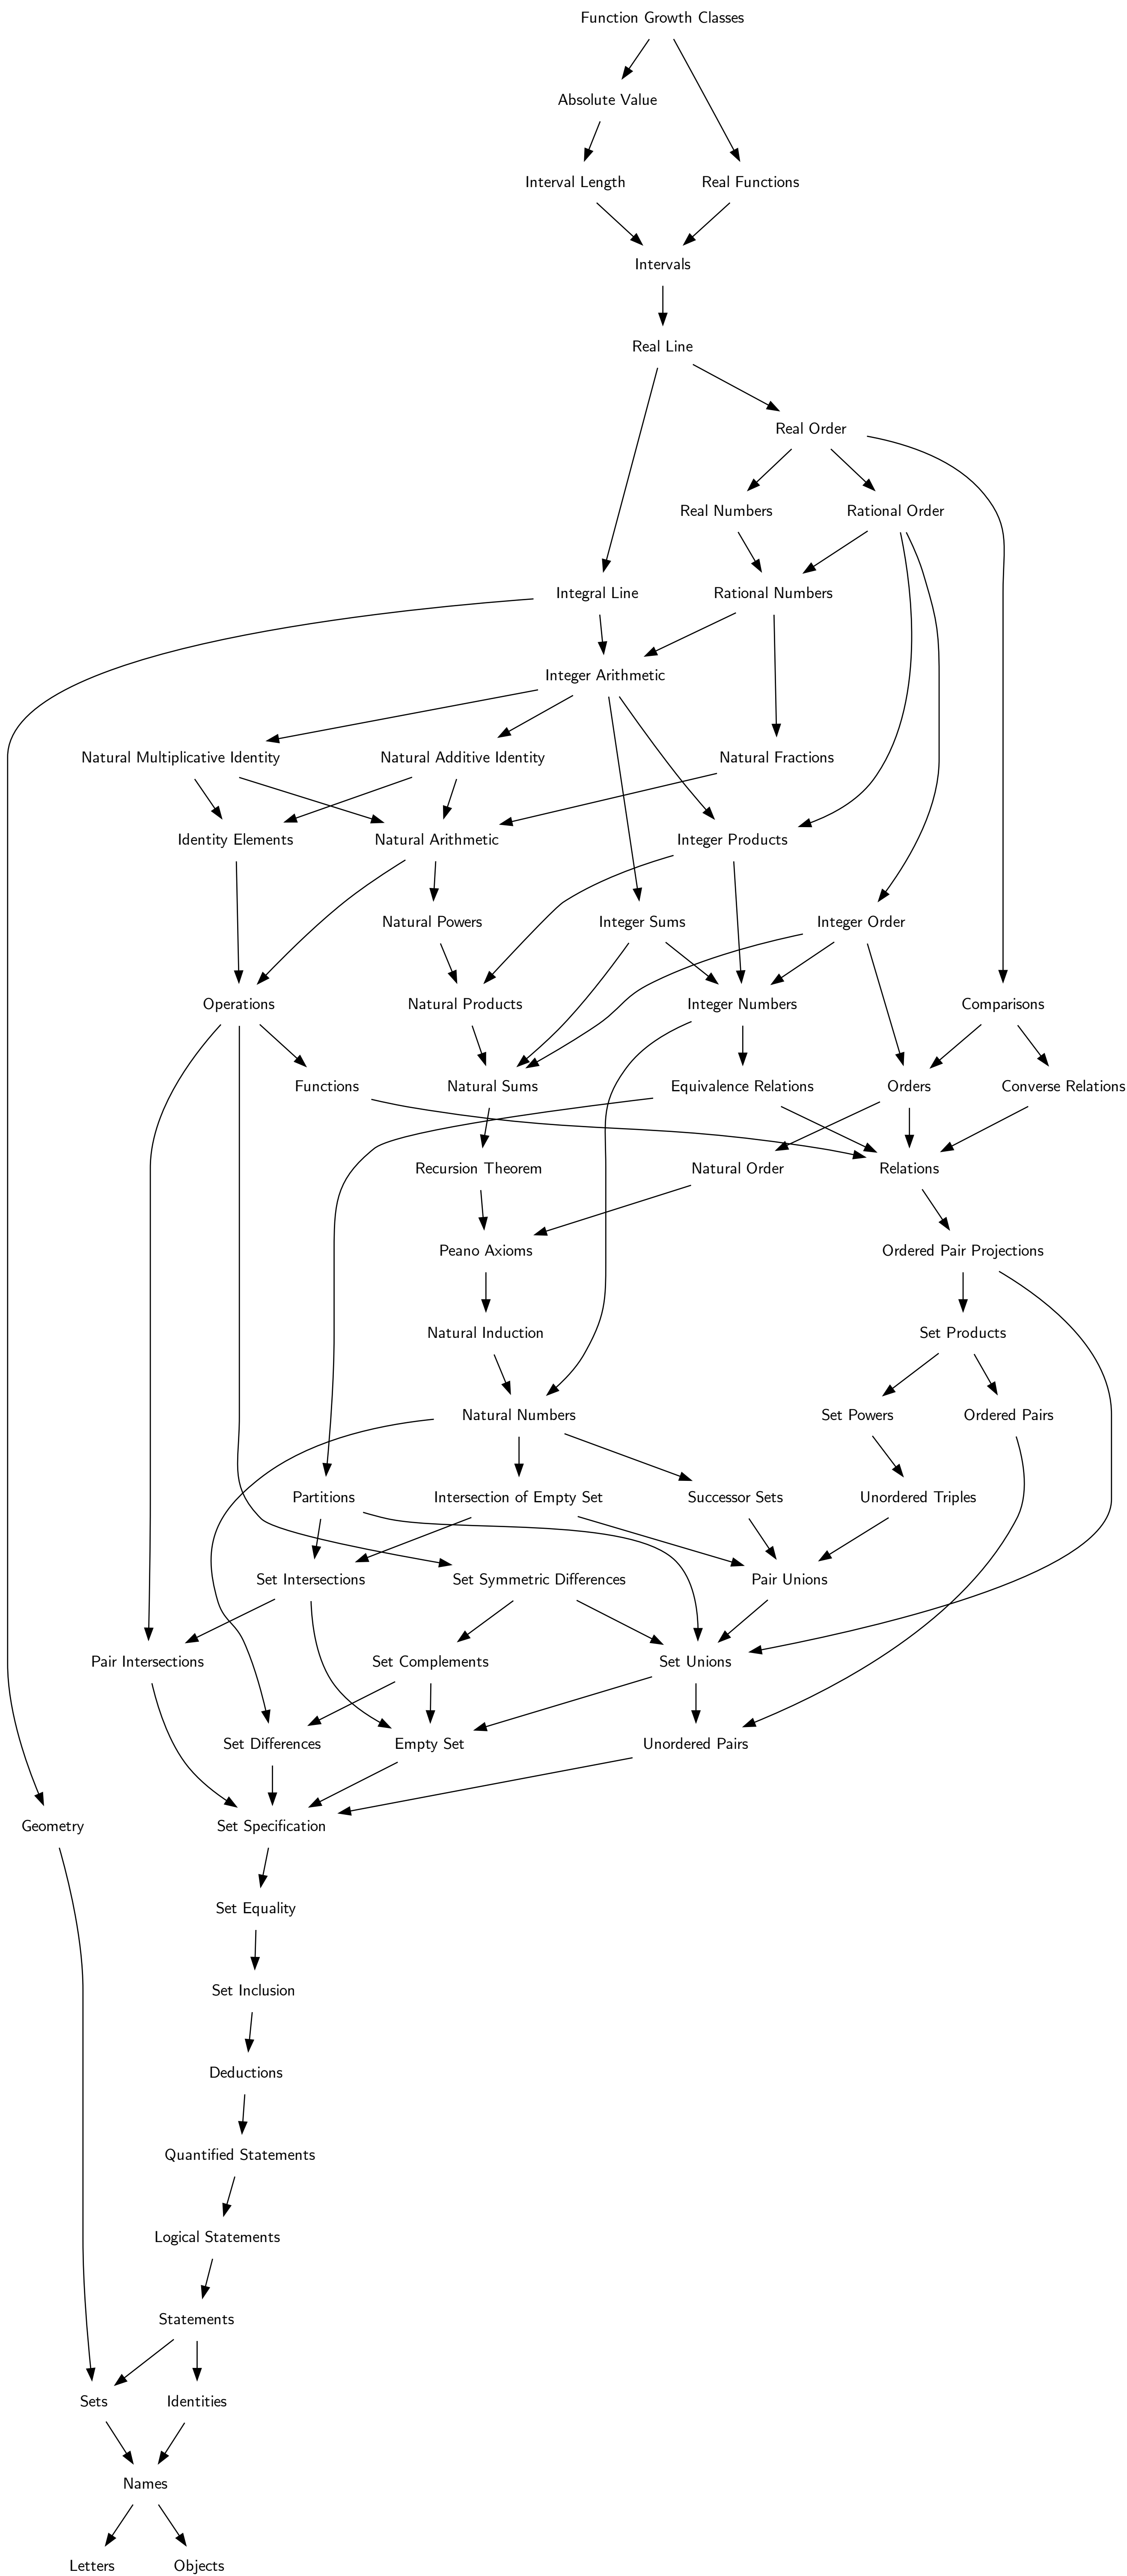 Function Growth Classes
Absolute Value
Interval Length
Real Functions
Intervals
Real Line
Real Order
Real Numbers
Rational Order
Integral Line
Rational Numbers
Integer Arithmetic
Natural Multiplicative Identity
Natural Additive Identity
Natural Fractions
Identity Elements
Natural Arithmetic
Integer Products
Natural Powers
Integer Sums
Integer Order
Operations
Natural Products
Integer Numbers
Comparisons
Functions
Natural Sums
Equivalence Relations
Orders
Converse Relations
Recursion Theorem
Natural Order
Relations
Peano Axioms
Ordered Pair Projections
Natural Induction
Set Products
Natural Numbers
Set Powers
Ordered Pairs
Partitions
Intersection of Empty Set
Successor Sets
Unordered Triples
Set Intersections
Set Symmetric Differences
Pair Unions
Pair Intersections
Set Complements
Set Unions
Set Differences
Empty Set
Unordered Pairs
Geometry
Set Specification
Set Equality
Set Inclusion
Deductions
Quantified Statements
Logical Statements
Statements
Sets
Identities
Names
Letters
Objects